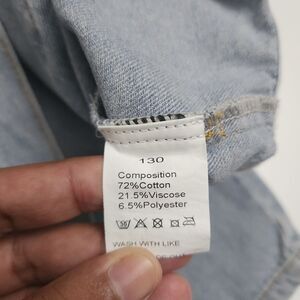 130
Composition
72%Cotton
21.5%Viscose
6.5%Polyester
WASH WITH LIKE